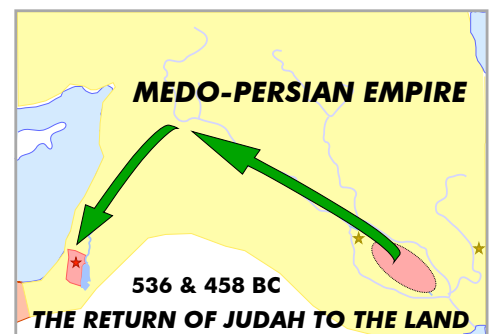 MEDO-PERSIAN EMPIRE
536 & 458 BC
THE RETURN OF JUDAH TO THE LAND